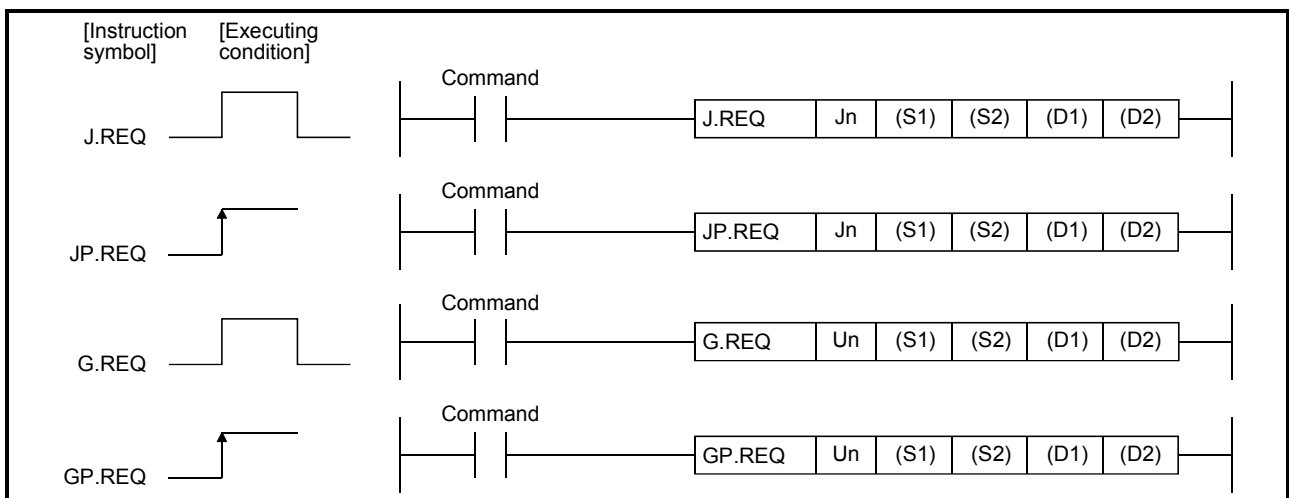 [Instruction symbol] [Executing condition]
Command
J.REQ J.REQ Jn (S1) (S2) (D1) (D2)
Command
JP.REQ JP.REQ Jn (S1) (S2) (D1) (D2)
Command
G.REQ G.REQ Un (S1) (S2) (D1) (D2)
Command
GP.REQ GP.REQ Un (S1) (S2) (D1) (D2)